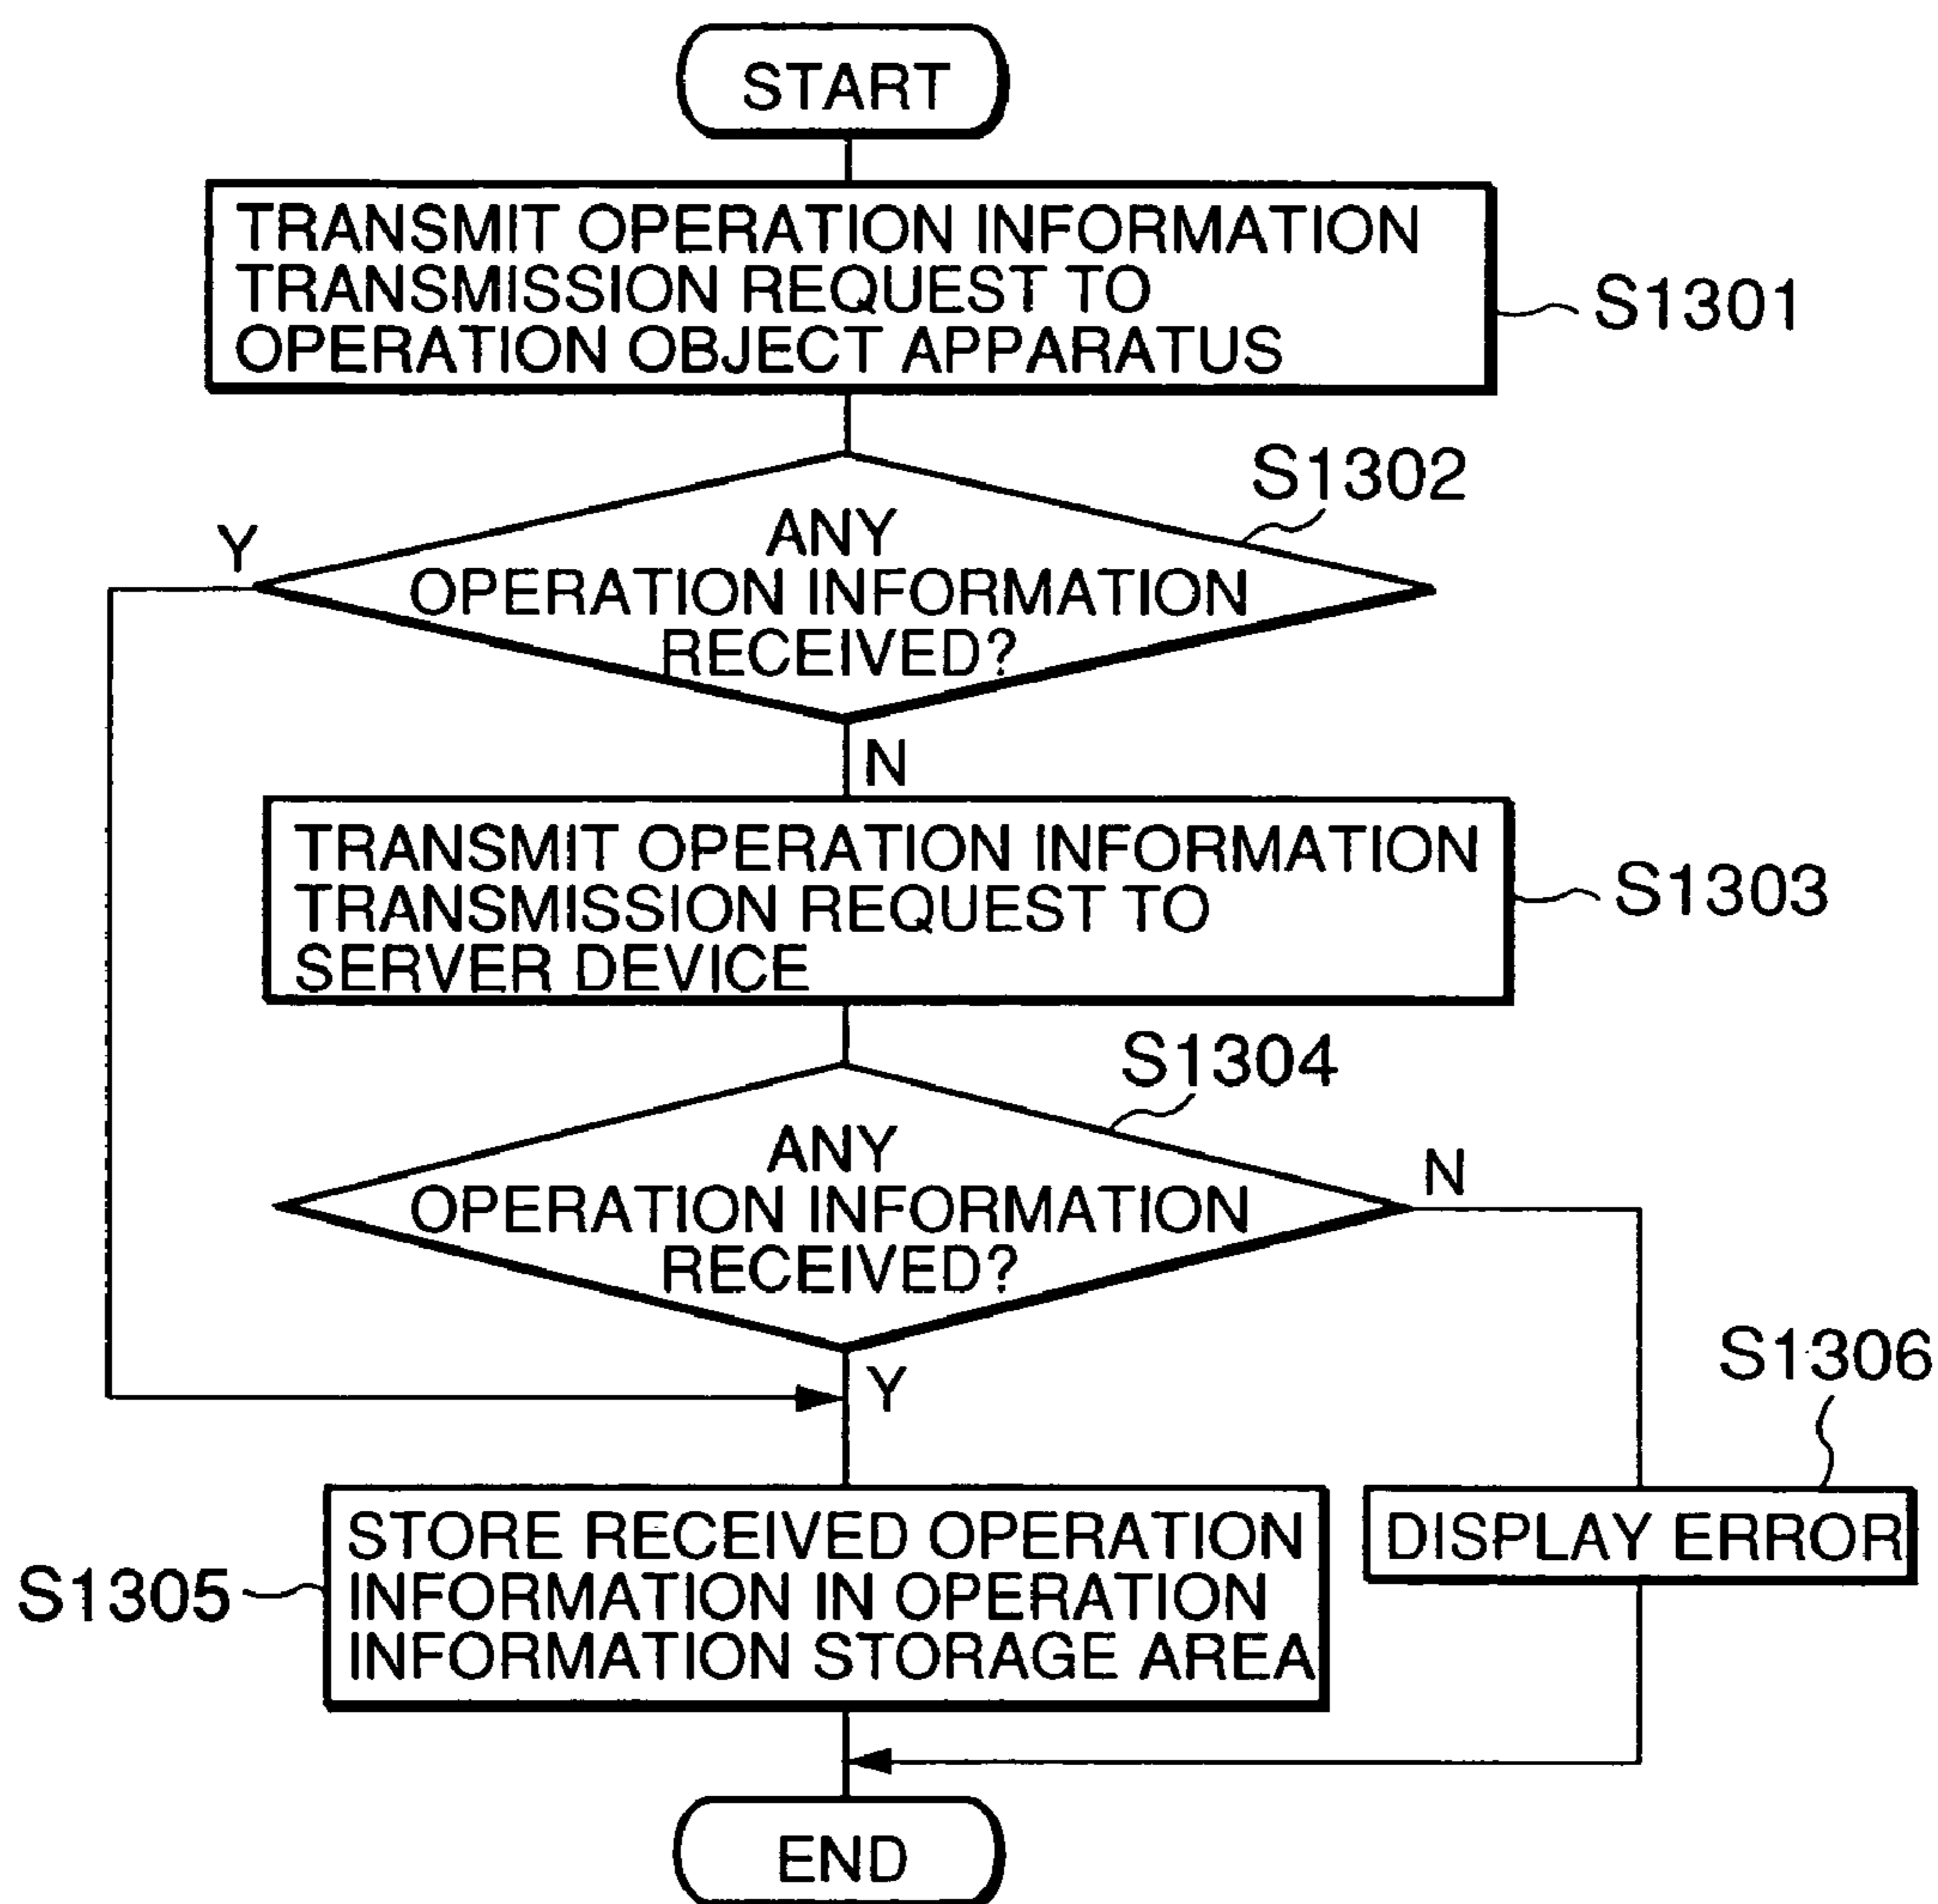 START
TRANSMIT OPERATION INFORMATION
TRANSMISSION REQUEST TO
OPERATION OBJECT APPARATUS
S1301
S1302
Y
ANY
OPERATION INFORMATION
RECEIVED?
N
TRANSMIT OPERATION INFORMATION
TRANSMISSION REQUEST TO
SERVER DEVICE
S1303
S1304
ANY
OPERATION INFORMATION
RECEIVED?
N
Y
S1306
STORE RECEIVED OPERATION
INFORMATION IN OPERATION
INFORMATION STORAGE AREA
S1305
DISPLAY ERROR
END